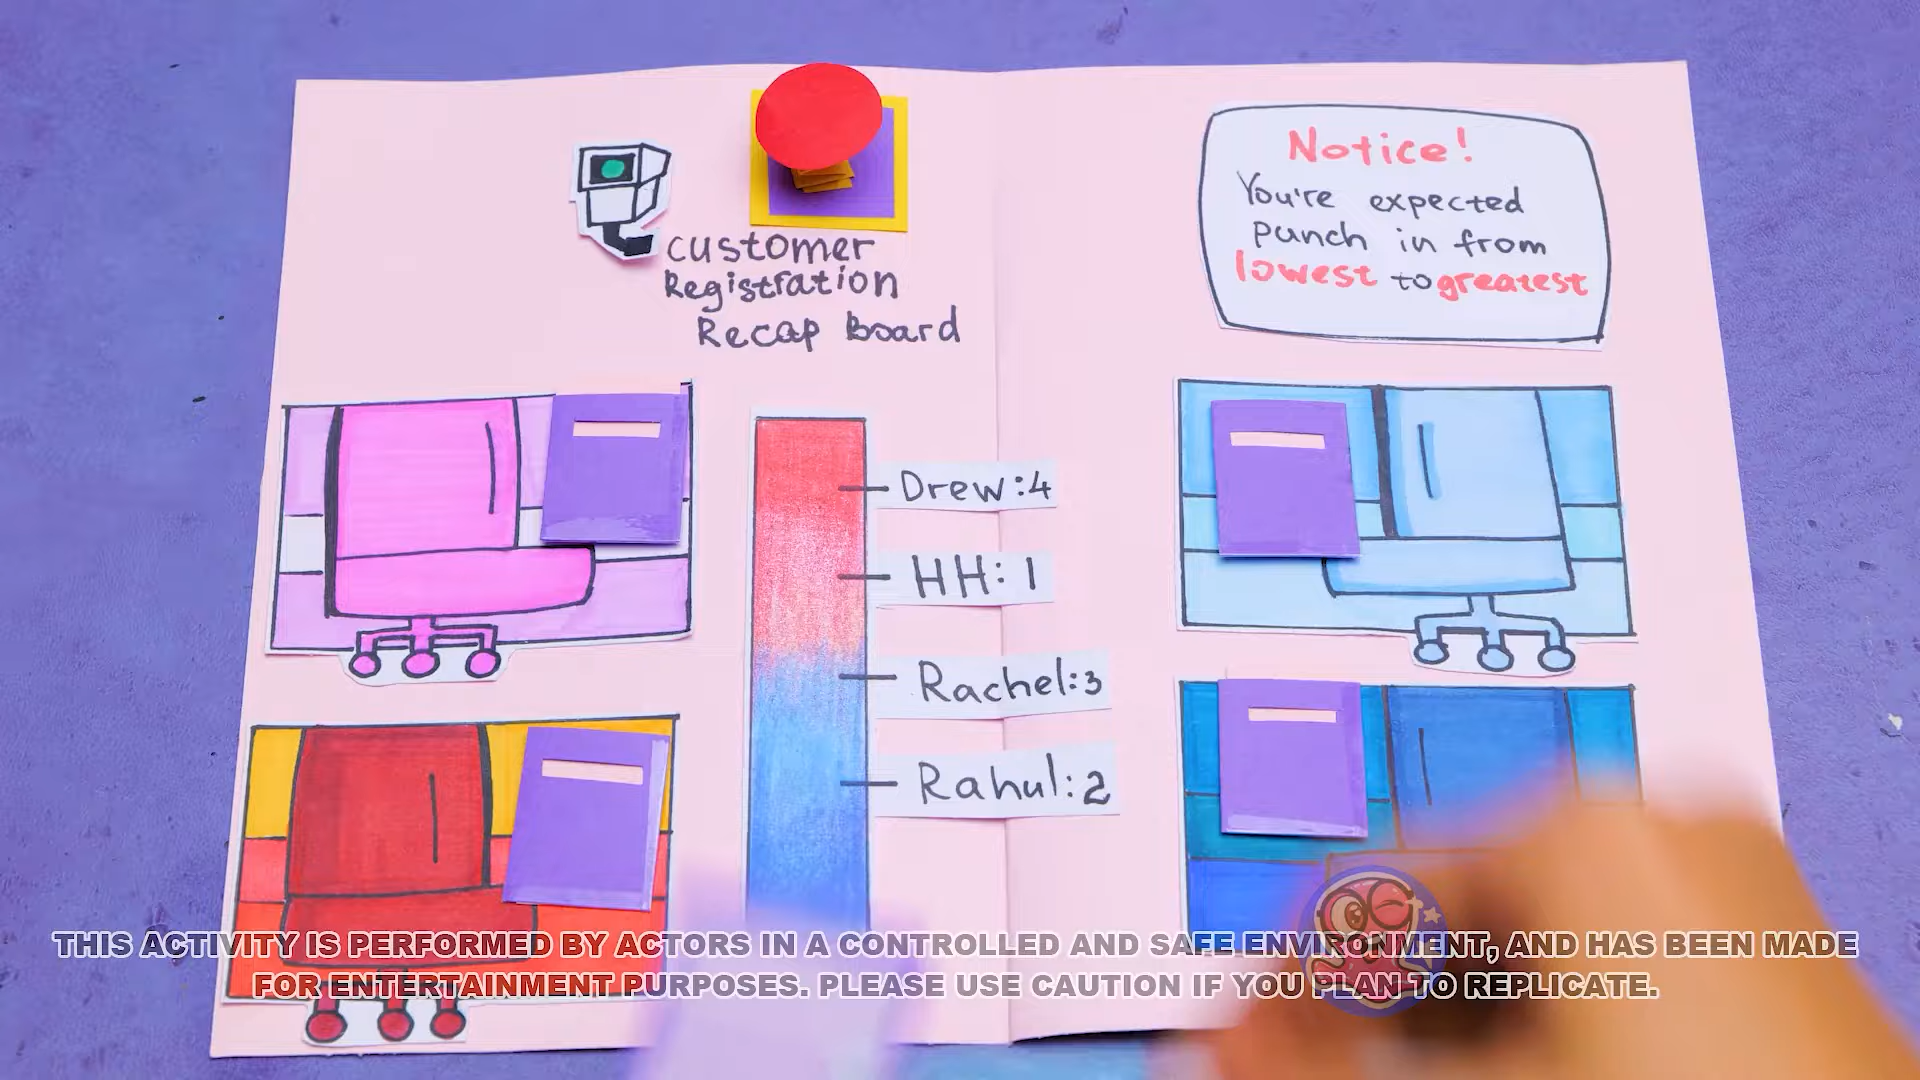 customer
Registration
Recap board
Notice!
You're expected
punch in from
lowest to greatest
Drew:4
HH:1
Rachel:3
Rahul:2
THIS ACTIVITY IS PERFORMED BY ACTORS IN A CONTROLLED AND SAFE ENVIRONMENT, AND HAS BEEN MADE
FOR ENTERTAINMENT PURPOSES. PLEASE USE CAUTION IF YOU PLAN TO REPLICATE.